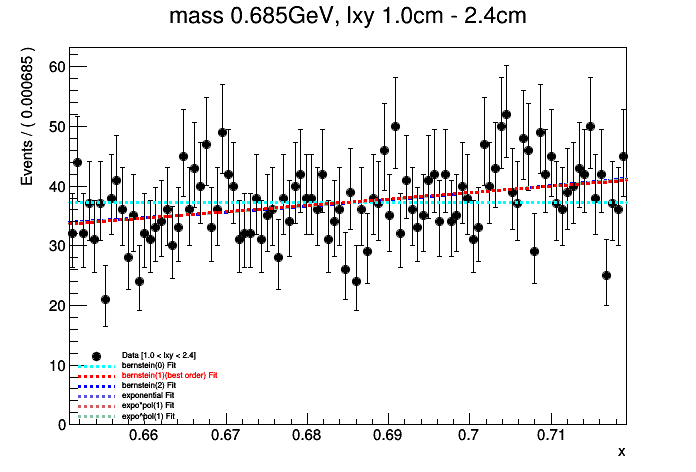 mass 0.685GeV, lxy 1.0cm - 2.4cm
Events / ( 0.000685 )
60
50
40
30
20
10
0
Data [1.0 < lxy < 2.4]
bernstein(0) Fit
bernstein(1)(best order) Fit
bernstein(2) Fit
exponential Fit
expo*pol(1) Fit
expo^pol(1) Fit
0.66 0.67 0.68 0.69 0.7 0.71
x